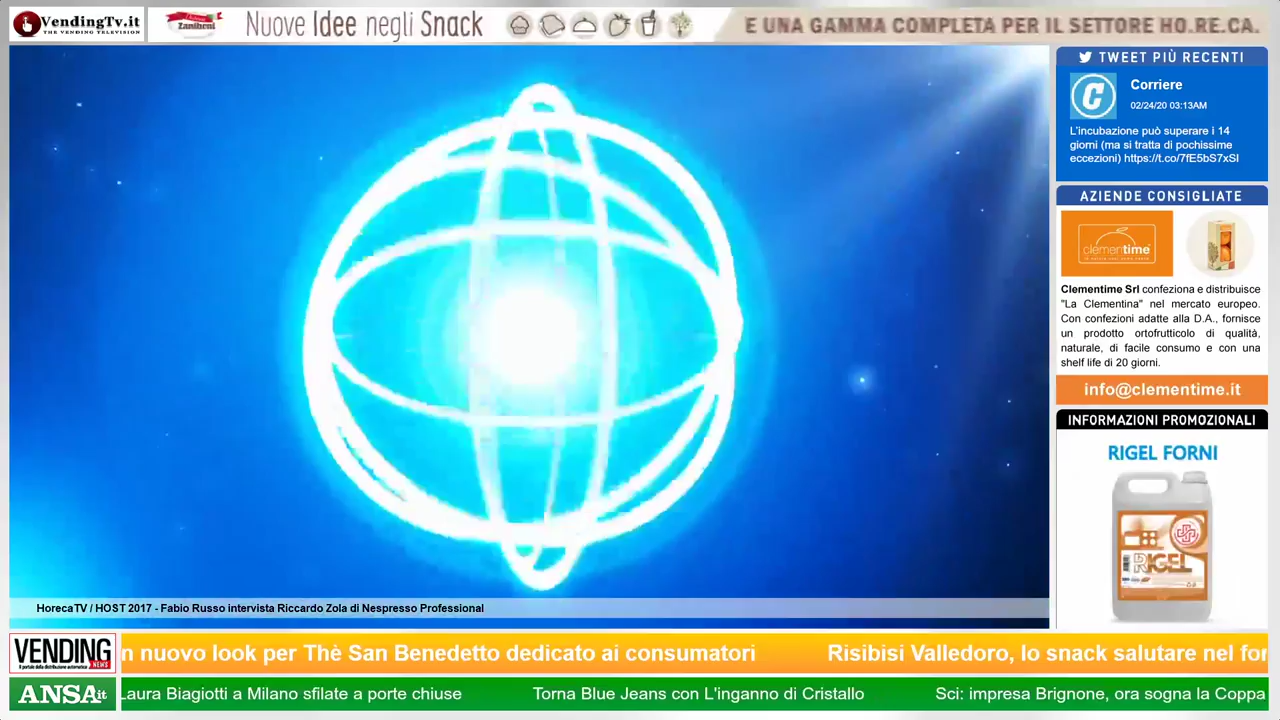 VendingTv.it
THE VENDING TELEVISION
Zaniboni
Nuove Idee negli Snack
E UNA GAMMA COMPLETA PER IL SETTORE HO.RE.CA.
TWEET PIÙ RECENTI
Corriere
02/24/20 03:13AM
L'incubazione può superare i 14
giorni (ma si tratta di pochissime
eccezioni) https://t.co/7fE5bS7xSI
AZIENDE CONSIGLIATE
clementime
Clementime Srl confeziona e distribuisce
"La Clementina" nel mercato europeo.
Con confezioni adatte alla D.A., fornisce
un prodotto ortofrutticolo di qualità,
naturale, di facile consumo e con una
shelf life di 20 giorni.
info@clementime.it
INFORMAZIONI PROMOZIONALI
RIGEL FORNI
RIGEL
HorecaTV / HOST 2017 - Fabio Russo intervista Riccardo Zola di Nespresso Professional
VENDING
NEWS
Il portale della distribuzione automatica
n nuovo look per Thè San Benedetto dedicato ai consumatori Risibisi Valledoro, lo snack salutare nel for
ANSA.it
Laura Biagiotti a Milano sfilate a porte chiuse Torna Blue Jeans con L'inganno di Cristallo Sci: impresa Brignone, ora sogna la Coppa